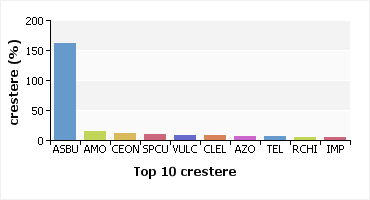 200
150
100
50
0
crestere (%)
ASBU AMO CEON SPCU VULC CLEL AZO TEL RCHI IMP
Top 10 crestere